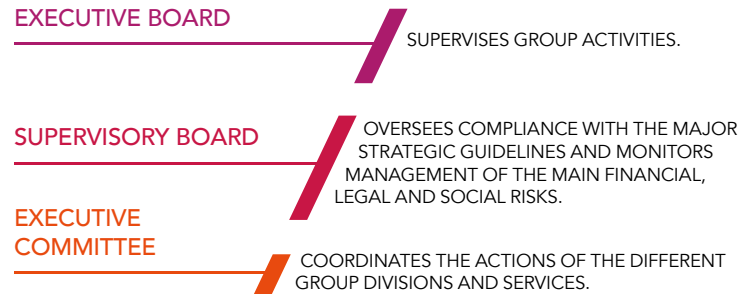 EXECUTIVE BOARD
SUPERVISES GROUP ACTIVITIES.
SUPERVISORY BOARD
OVERSEES COMPLIANCE WITH THE MAJOR
STRATEGIC GUIDELINES AND MONITORS
MANAGEMENT OF THE MAIN FINANCIAL,
LEGAL AND SOCIAL RISKS.
EXECUTIVE
COMMITTEE
COORDINATES THE ACTIONS OF THE DIFFERENT
GROUP DIVISIONS AND SERVICES.